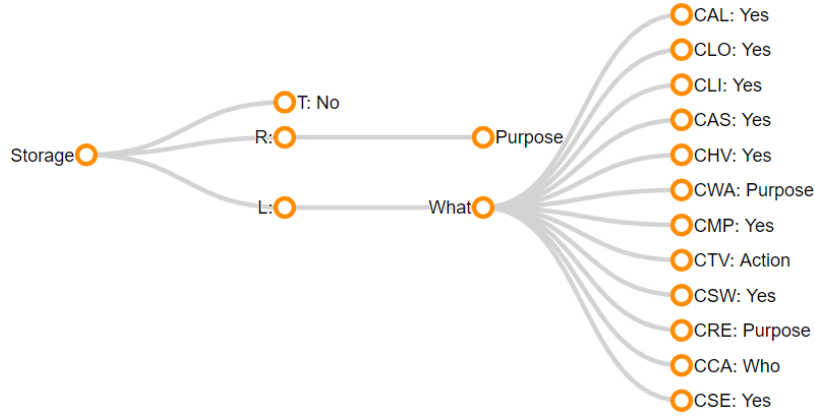 CAL: Yes
CLO: Yes
CLI: Yes
T: No
CAS: Yes
R:
Purpose
Storage
CHV: Yes
CWA: Purpose
L:
What
CMP: Yes
CTV: Action
CSW: Yes
CRE: Purpose
CCA: Who
CSE: Yes